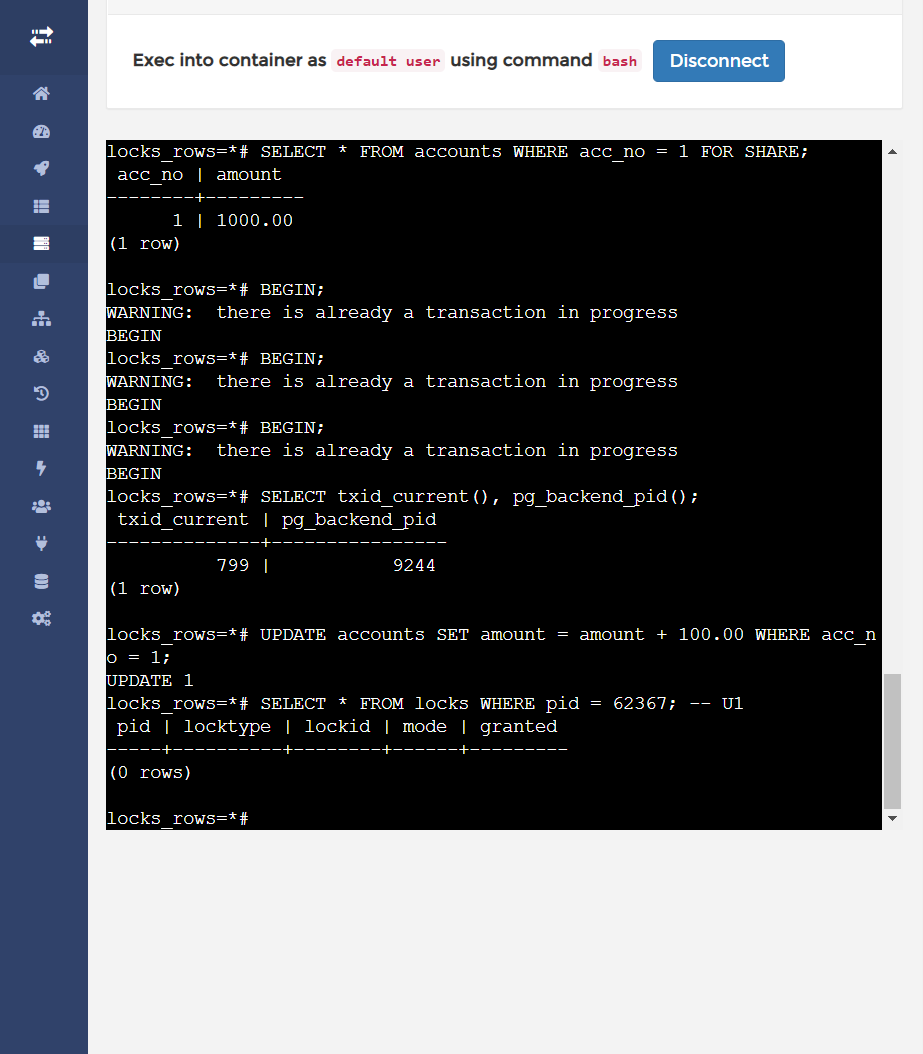 Exec into container as default user using command bash Disconnect
locks_rows=*# SELECT * FROM accounts WHERE acc_no = 1 FOR SHARE;
 acc_no | amount
--------+---------
      1 | 1000.00
(1 row)

locks_rows=*# BEGIN;
WARNING:  there is already a transaction in progress
BEGIN
locks_rows=*# BEGIN;
WARNING:  there is already a transaction in progress
BEGIN
locks_rows=*# BEGIN;
WARNING:  there is already a transaction in progress
BEGIN
locks_rows=*# SELECT txid_current(), pg_backend_pid();
 txid_current | pg_backend_pid
--------------+----------------
          799 |           9244
(1 row)

locks_rows=*# UPDATE accounts SET amount = amount + 100.00 WHERE acc_n
o = 1;
UPDATE 1
locks_rows=*# SELECT * FROM locks WHERE pid = 62367; -- U1
 pid | locktype | lockid | mode | granted
-----+----------+--------+------+---------
(0 rows)

locks_rows=*#